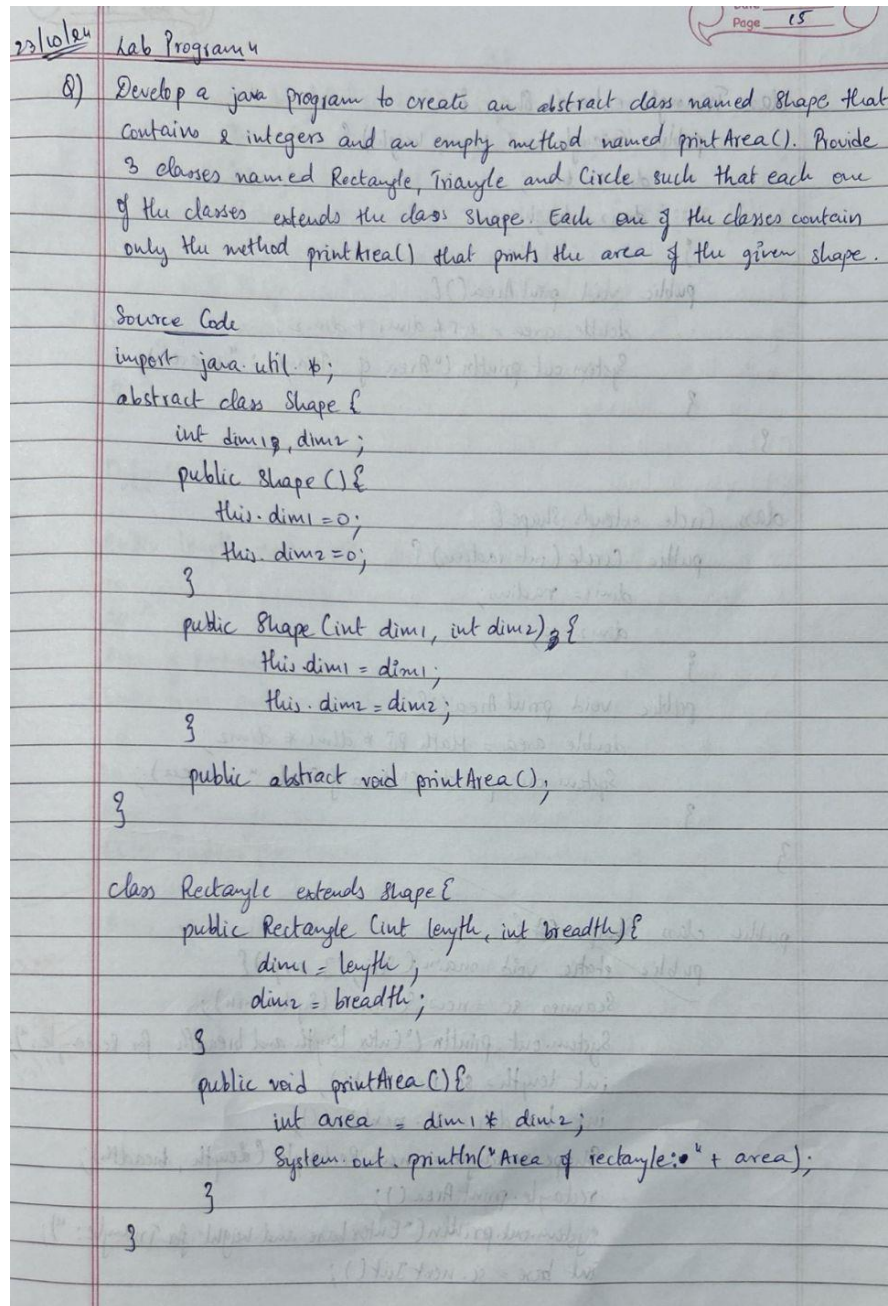 Page 15
23/10/24 Lab Program 4
Q) Develop a java program to create an abstract class named Shape that
contains 2 integers and an empty method named printArea(). Provide
3 classes named Rectangle, Triangle and Circle such that each one
of the classes extends the class Shape. Each one of the classes contain
only the method printArea() that prints the area of the given shape.
Source Code
import java.util.*;
abstract class Shape {
int dim1, dim2;
public Shape() {
this.dim1 = 0;
this.dim2 = 0;
}
public Shape (int dim1, int dim2) {
this.dim1 = dim1;
this.dim2 = dim2;
}
public abstract void printArea();
}
class Rectangle extends Shape {
public Rectangle (int length, int breadth) {
dim1 = length;
dim2 = breadth;
}
public void printArea() {
int area = dim1 * dim2;
System.out.println("Area of rectangle: " + area);
}
}